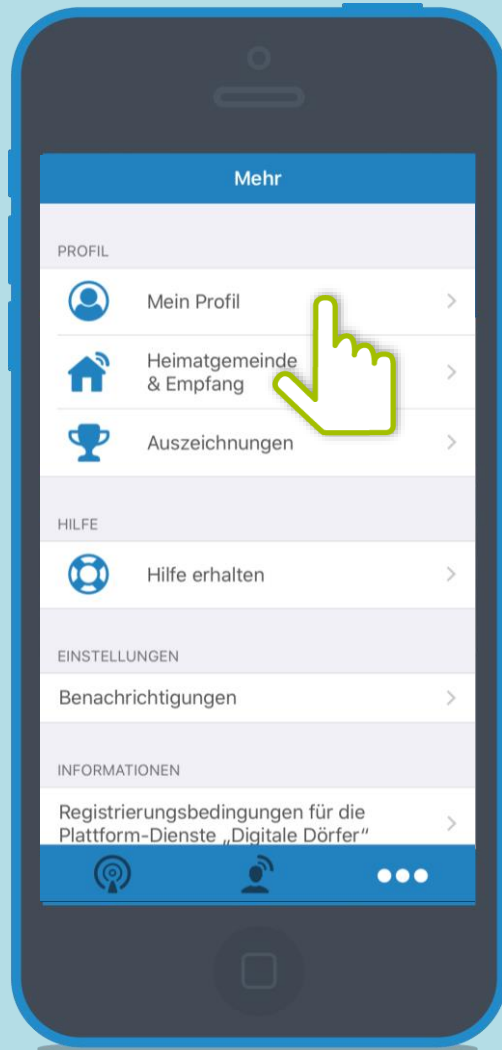 Mehr
PROFIL
Mein Profil
Heimatgemeinde
& Empfang
Auszeichnungen
HILFE
Hilfe erhalten
EINSTELLUNGEN
Benachrichtigungen
INFORMATIONEN
Registrierungsbedingungen für die
Plattform-Dienste „Digitale Dörfer“